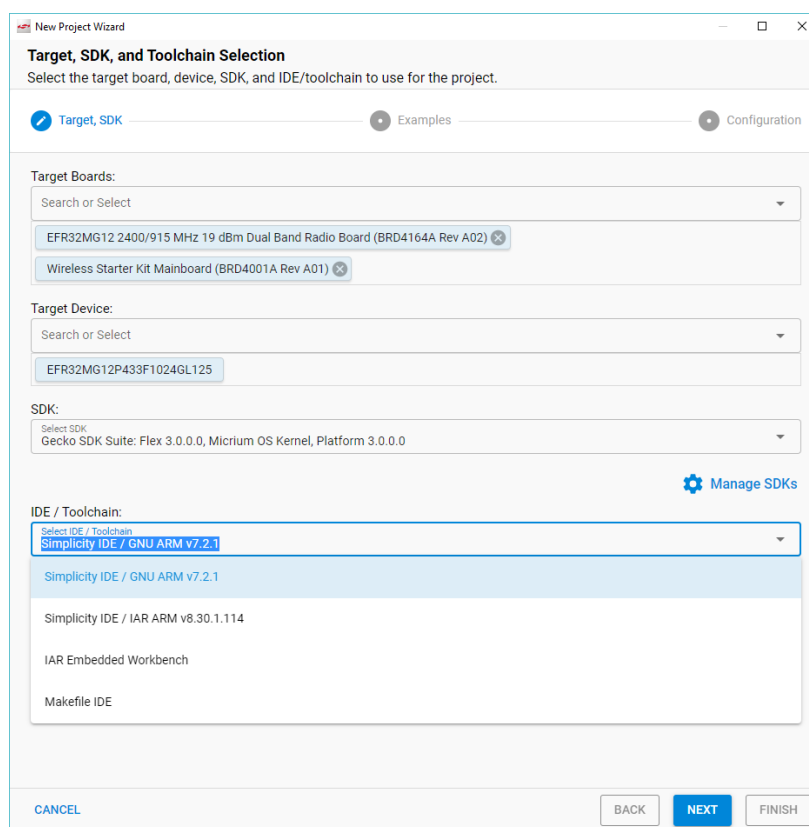 New Project Wizard
Target, SDK, and Toolchain Selection
Select the target board, device, SDK, and IDE/toolchain to use for the project.
Target, SDK
Examples
Configuration
Target Boards:
Search or Select
EFR32MG12 2400/915 MHz 19 dBm Dual Band Radio Board (BRD4164A Rev A02)
Wireless Starter Kit Mainboard (BRD4001A Rev A01)
Target Device:
Search or Select
EFR32MG12P433F1024GL125
SDK:
Select SDK
Gecko SDK Suite: Flex 3.0.0.0, Micrium OS Kernel, Platform 3.0.0.0
Manage SDKs
IDE / Toolchain:
Select IDE / Toolchain
Simplicity IDE / GNU ARM v7.2.1
Simplicity IDE / GNU ARM v7.2.1
Simplicity IDE / IAR ARM v8.30.1.114
IAR Embedded Workbench
Makefile IDE
CANCEL
BACK
NEXT
FINISH